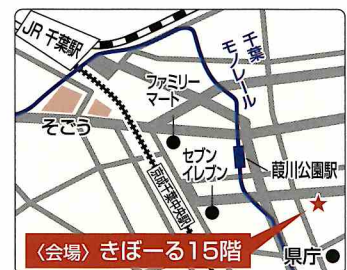 JR 千葉駅
千葉
モノレール
ファミリー
マート
そごう
セブン
イレブン
葭川公園駅
京成千葉中央駅
〈会場〉きぼーる15階
県庁